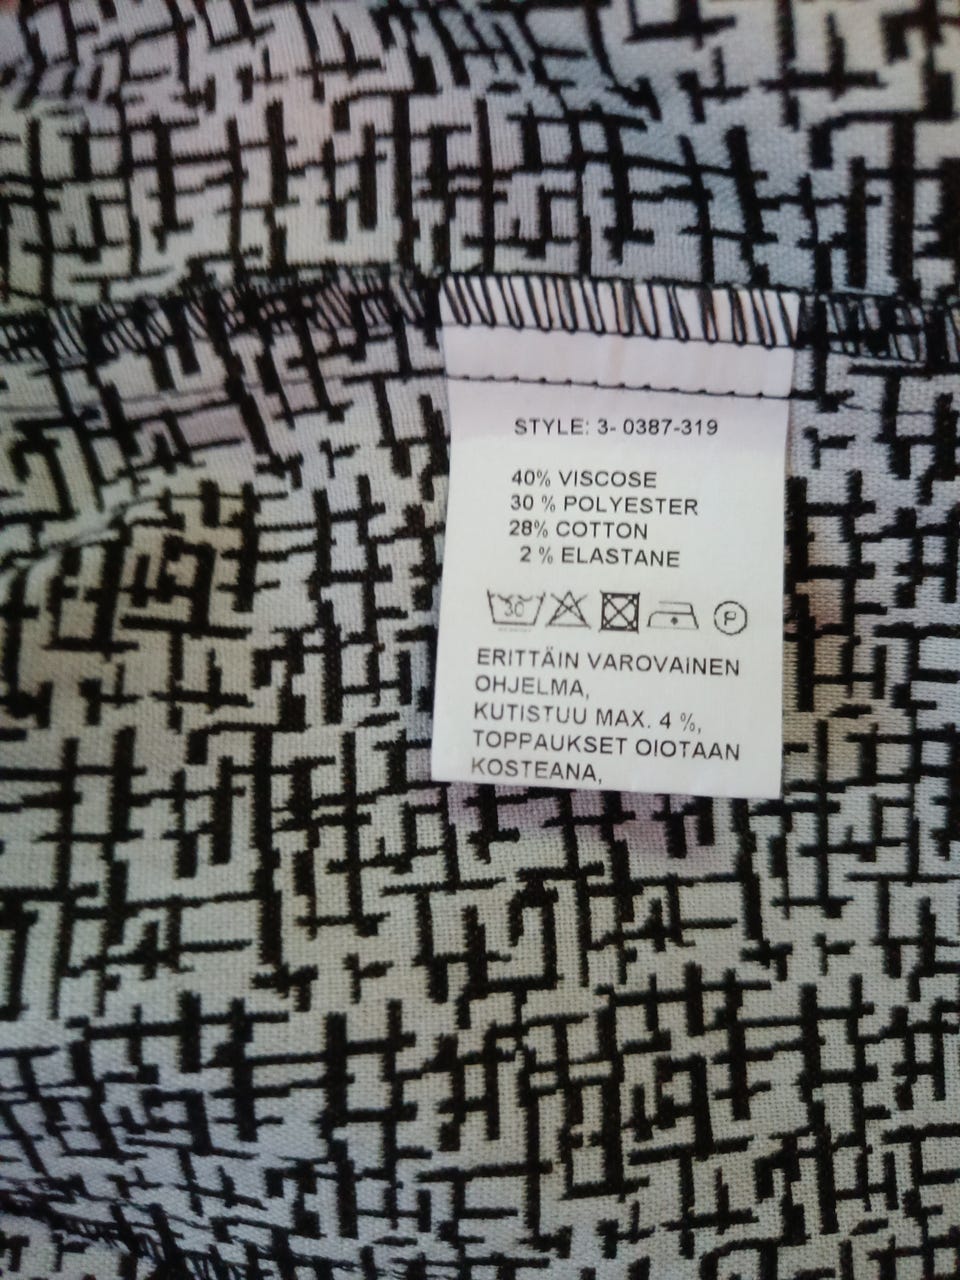 STYLE: 3- 0387-319
40% VISCOSE
30 % POLYESTER
28% COTTON
2 % ELASTANE
30 P
ERITTÄIN VAROVAINEN
OHJELMA,
KUTISTUU MAX. 4 %,
TOPPAUKSET OIOTAAN
KOSTEANA,